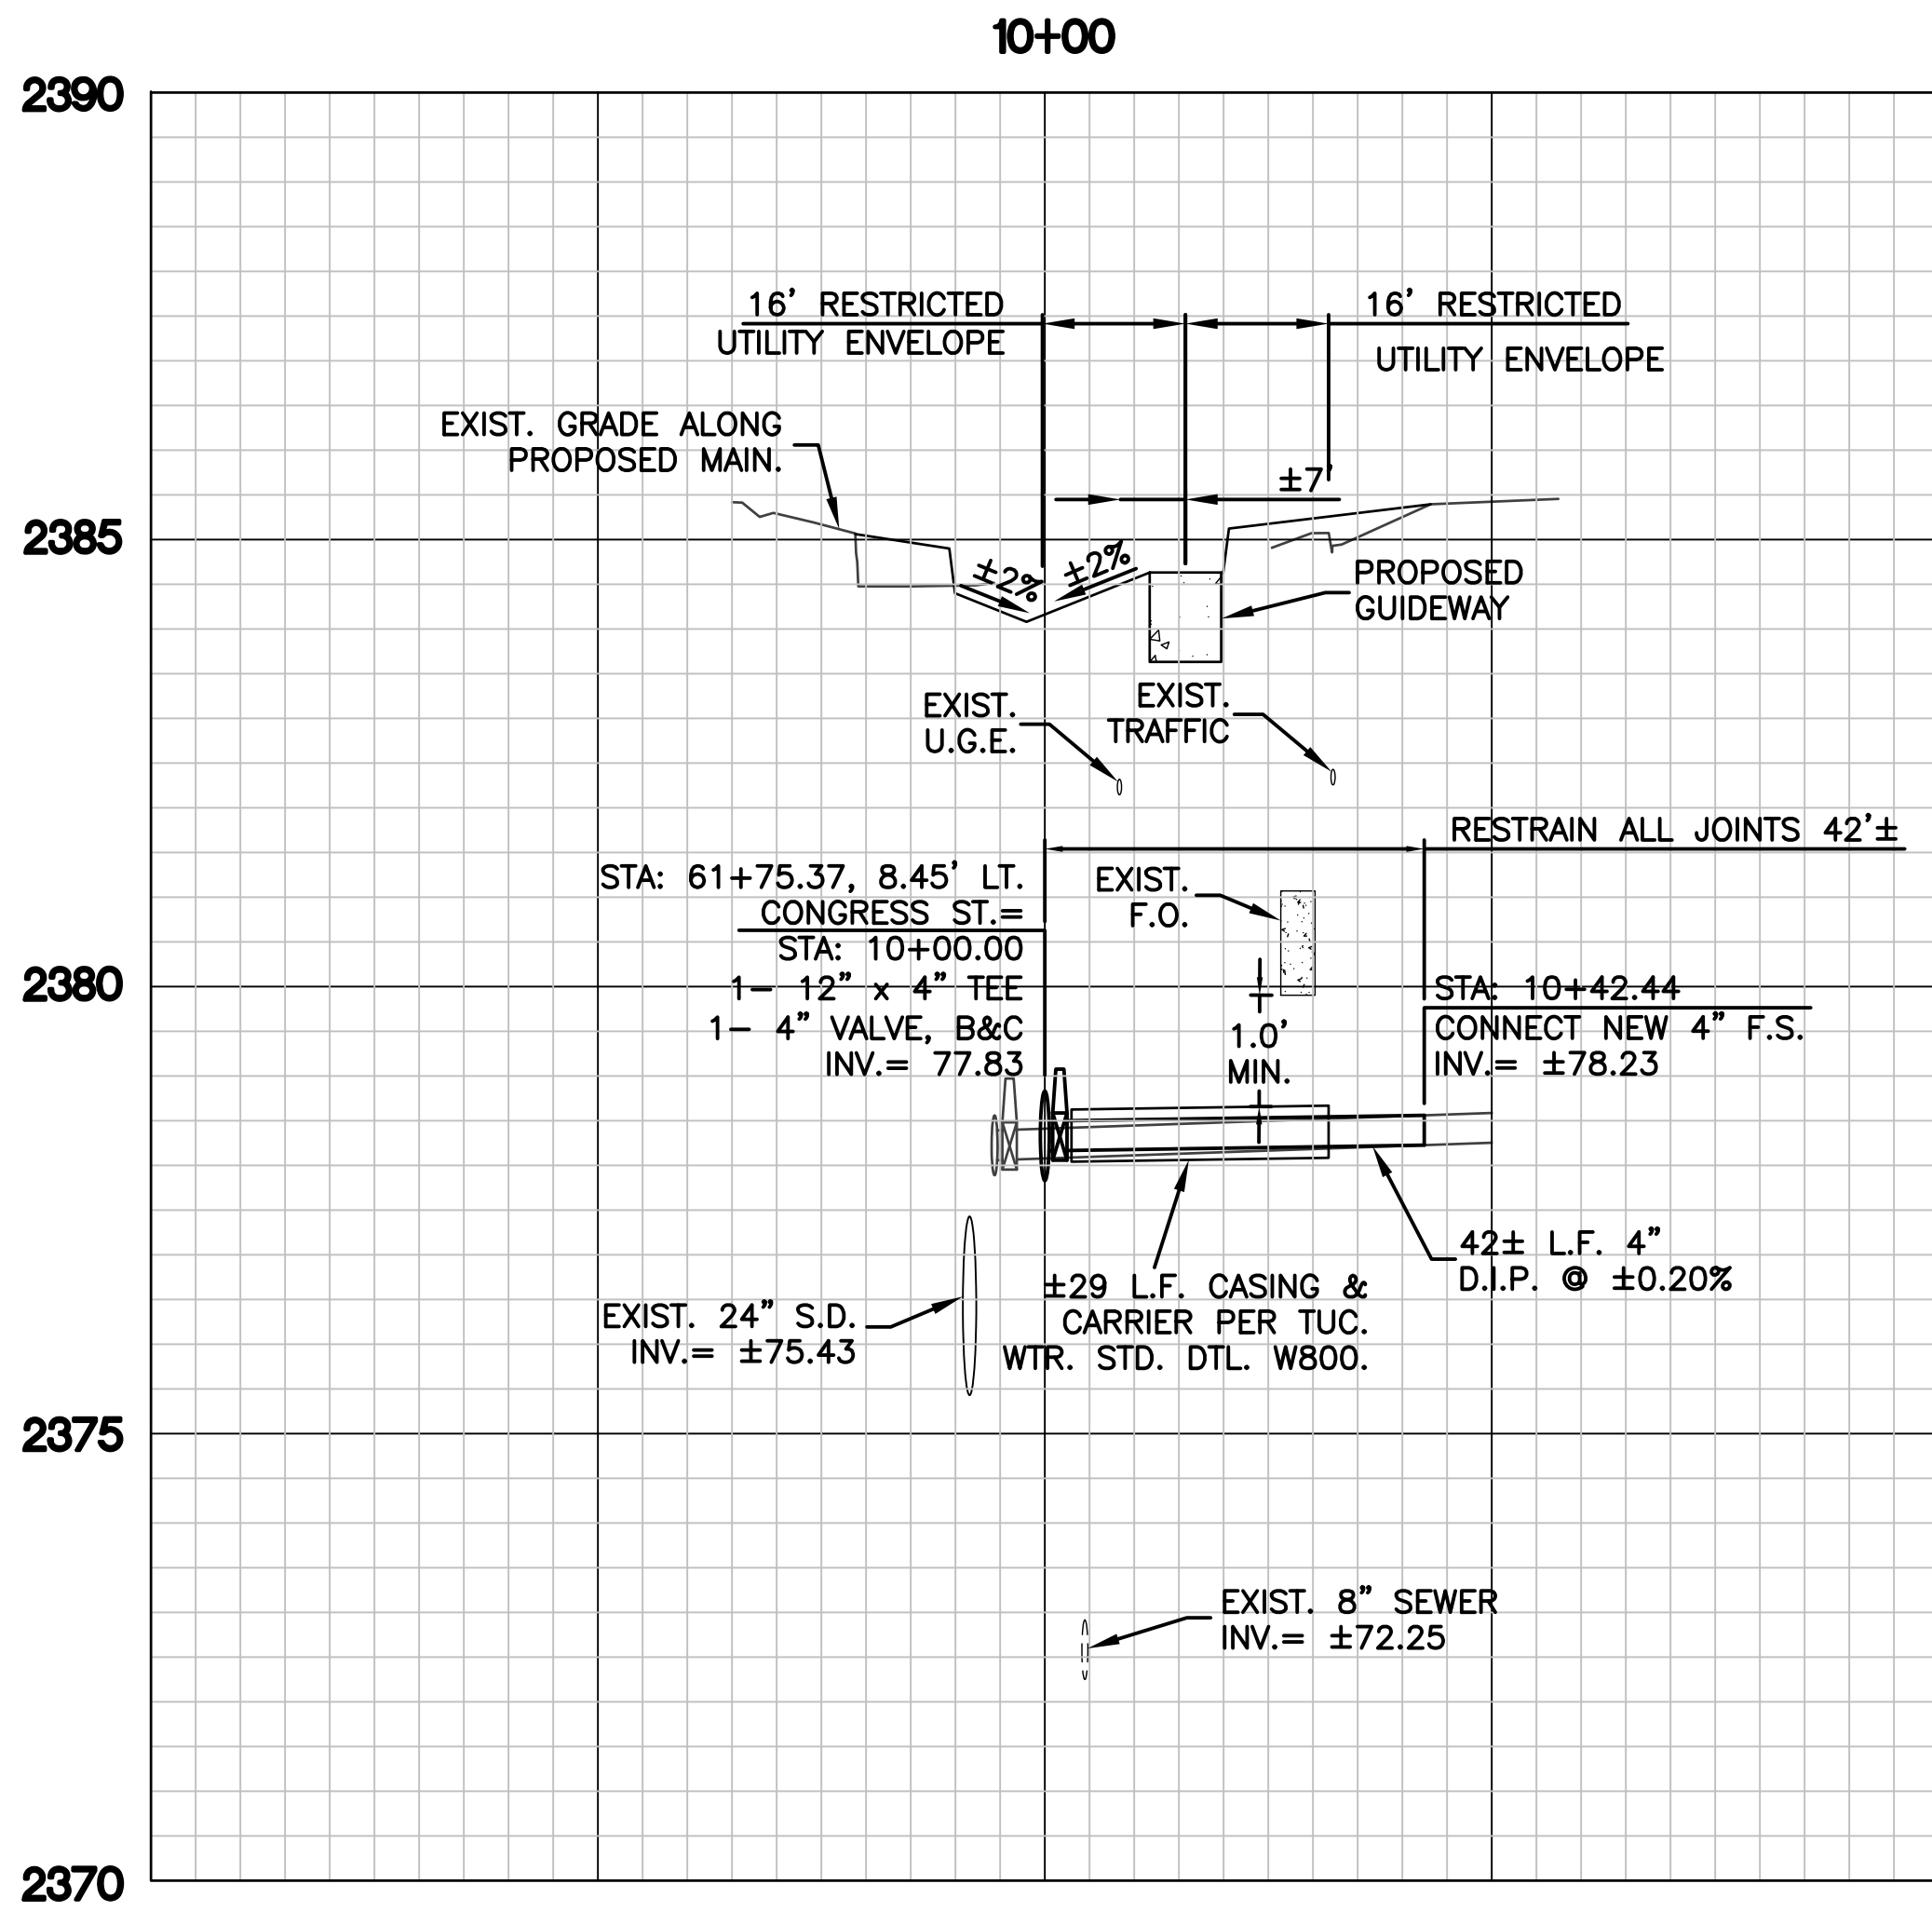 10+00
2390
16' RESTRICTED
UTILITY ENVELOPE
16' RESTRICTED
UTILITY ENVELOPE
EXIST. GRADE ALONG
PROPOSED MAIN.
±7'
2385
±2%
±2%
PROPOSED
GUIDEWAY
EXIST.
U.G.E.
EXIST.
TRAFFIC
RESTRAIN ALL JOINTS 42'±
STA: 61+75.37, 8.45' LT.
CONGRESS ST.=
STA: 10+00.00
1- 12" x 4" TEE
1- 4" VALVE, B&C
INV.= 77.83
EXIST.
F.O.
2380
1.0'
MIN.
STA: 10+42.44
CONNECT NEW 4" F.S.
INV.= ±78.23
42± L.F. 4"
D.I.P. @ ±0.20%
±29 L.F. CASING &
CARRIER PER TUC.
WTR. STD. DTL. W800.
EXIST. 24" S.D.
INV.= ±75.43
2375
EXIST. 8" SEWER
INV.= ±72.25
2370